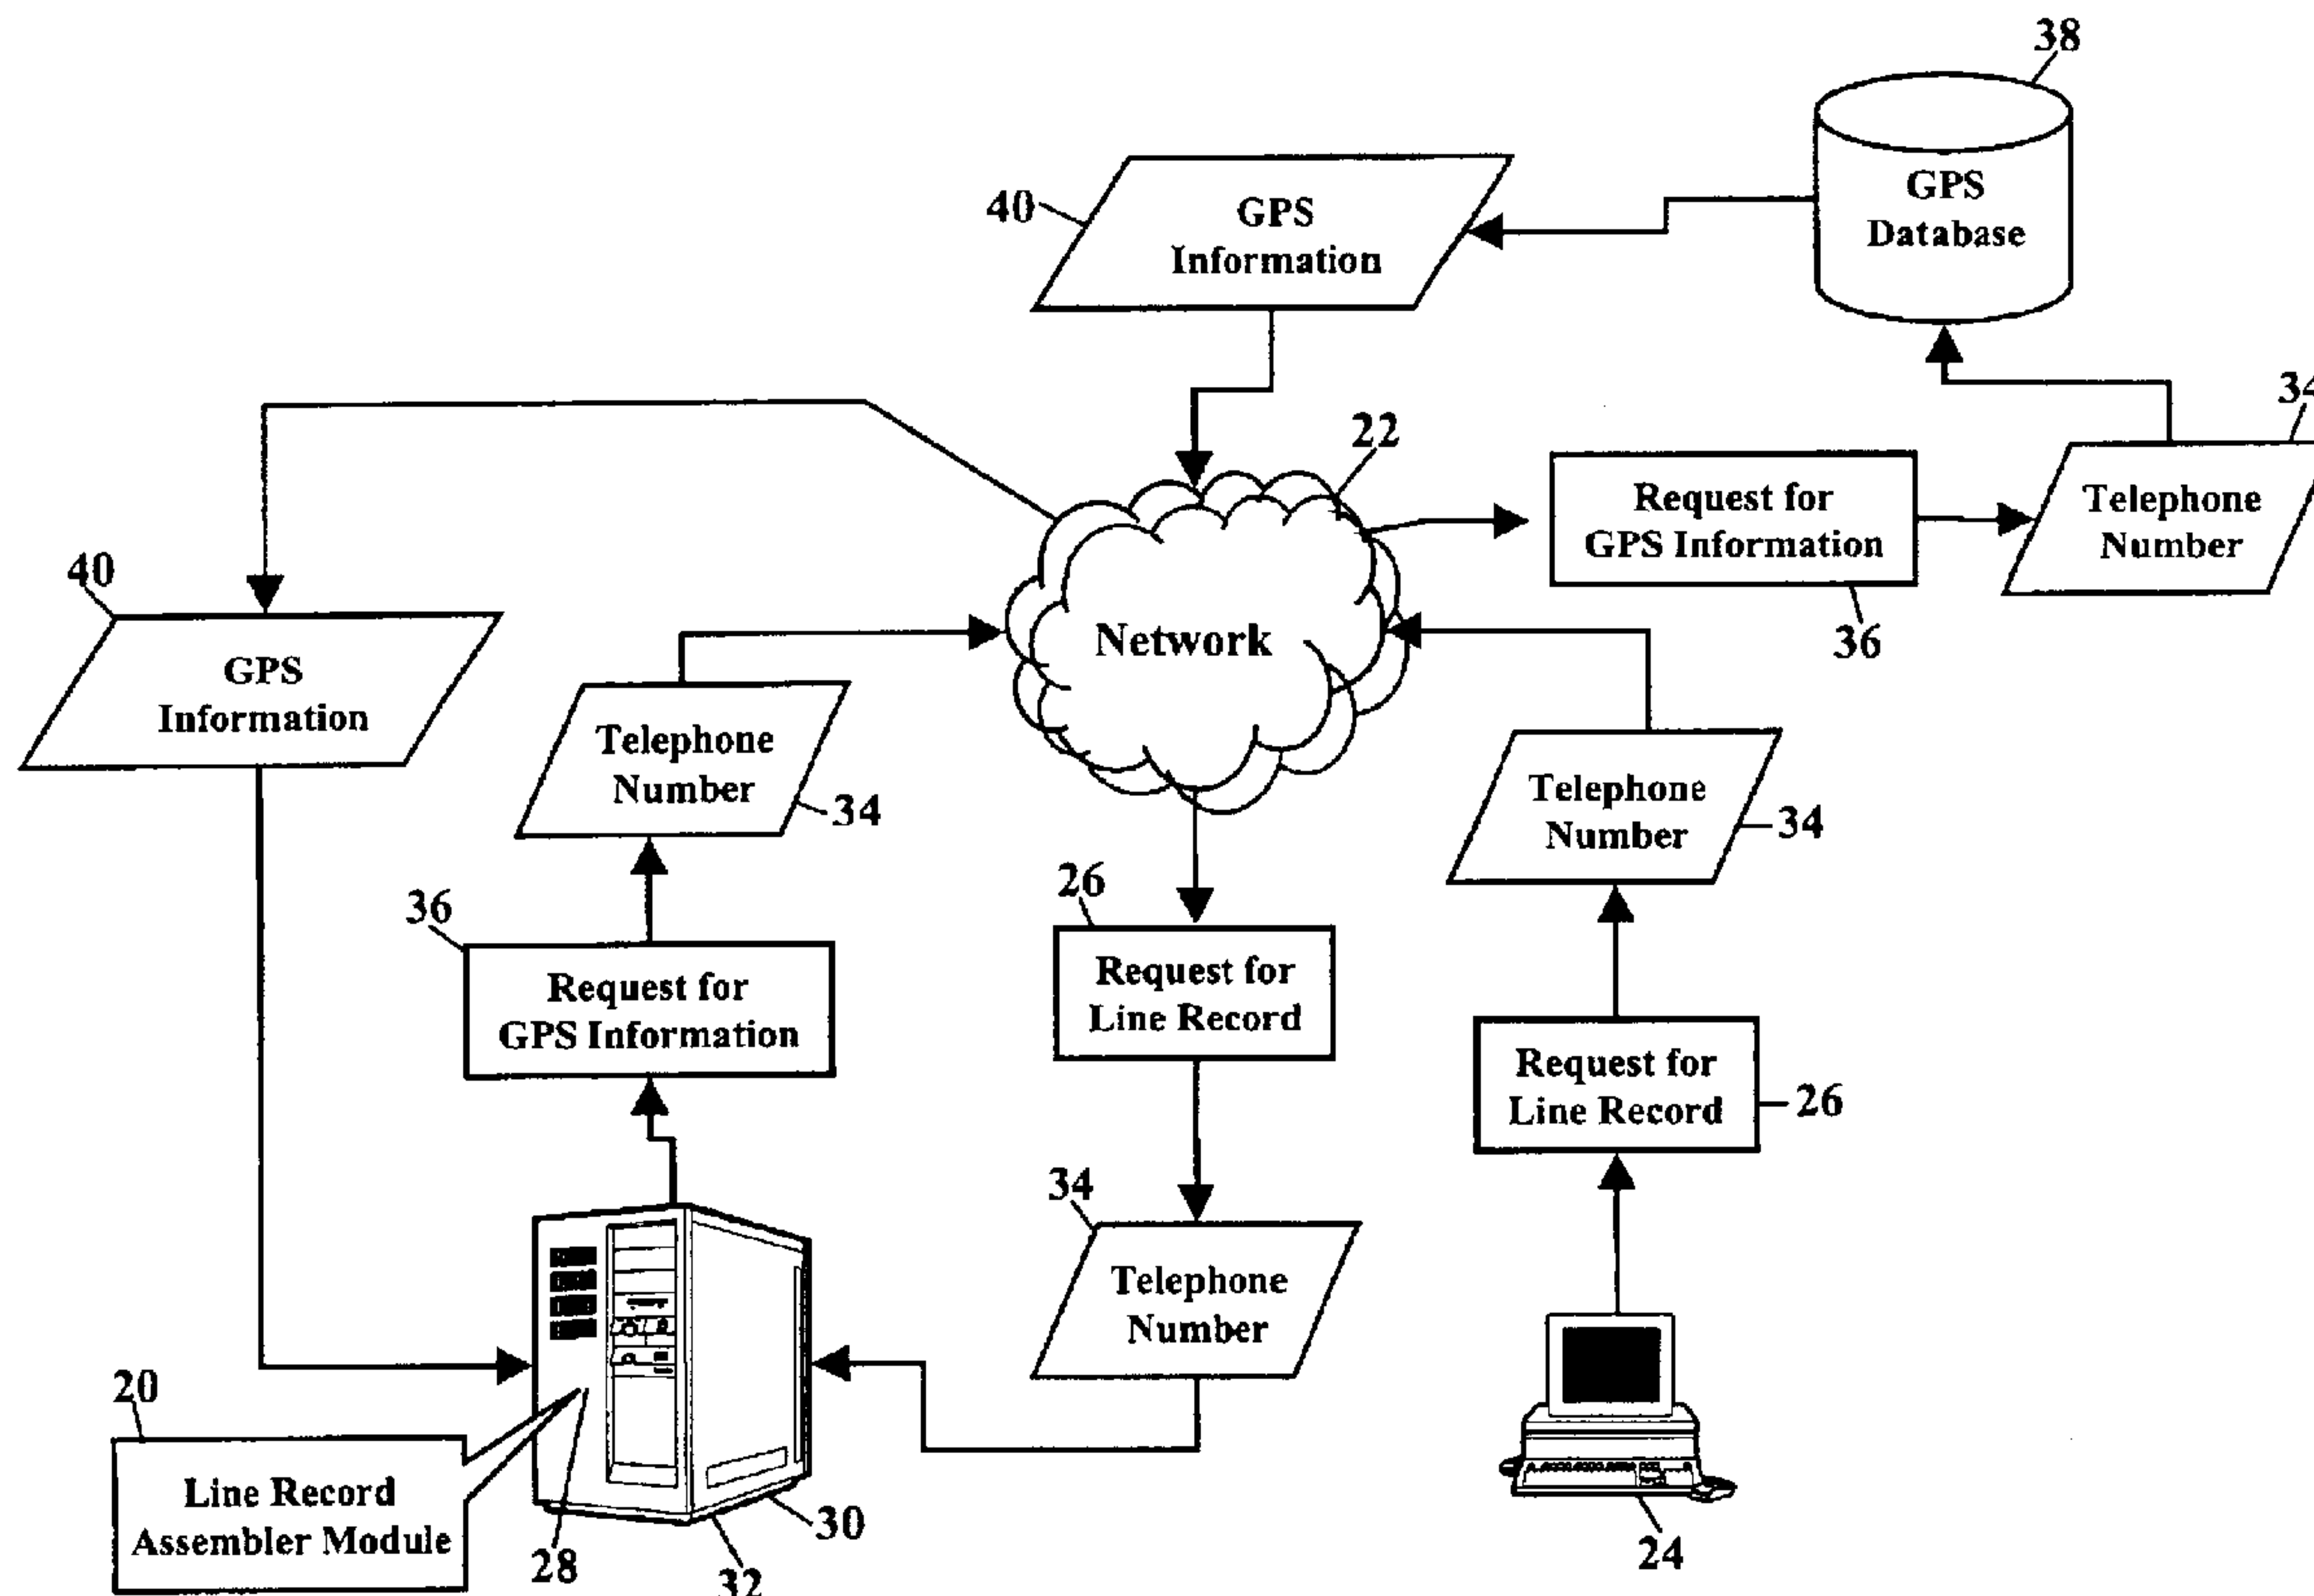 38
GPS
Database
40
GPS
Information
34
22
Request for
GPS Information
36
Telephone
Number
40
GPS
Information
Network
Telephone
Number
34
Telephone
Number
34
36
Request for
GPS Information
26
Request for
Line Record
Request for
Line Record
26
34
Telephone
Number
20
Line Record
Assembler Module
28
30
32
24